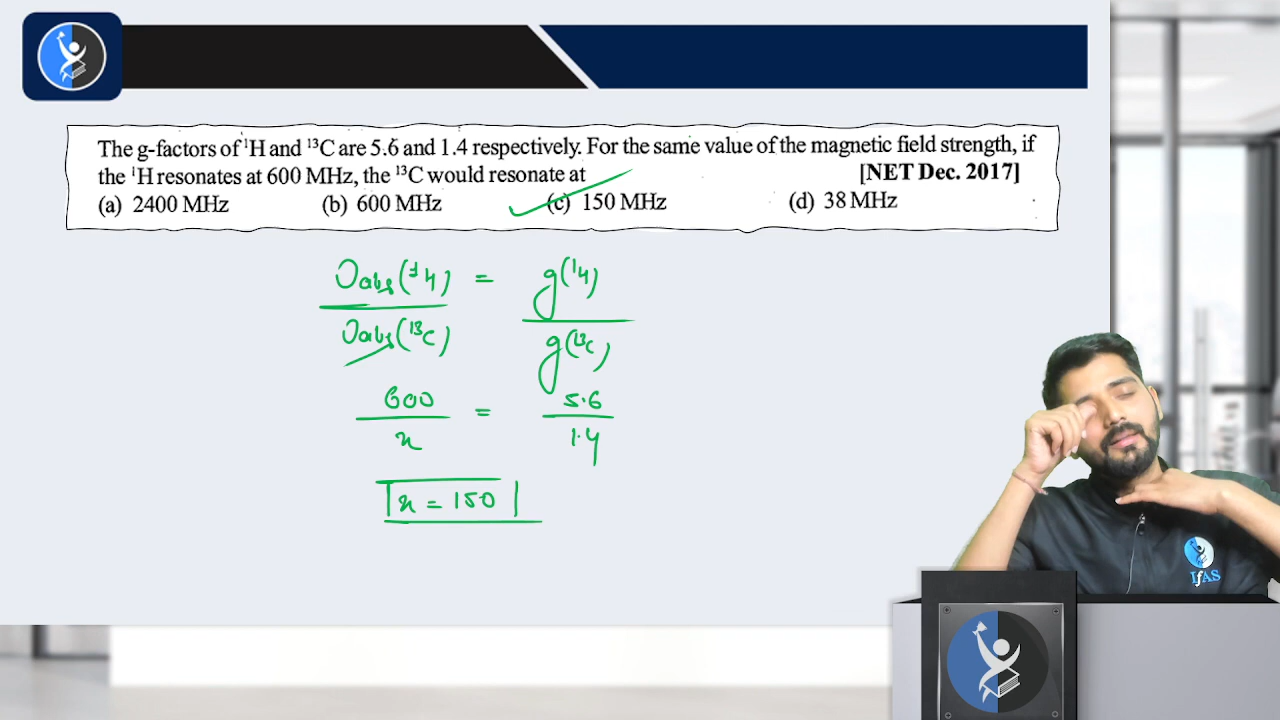 The g-factors of ¹H and ¹³C are 5.6 and 1.4 respectively. For the same value of the magnetic field strength, if
the ¹H resonates at 600 MHz, the ¹³C would resonate at [NET Dec. 2017]
(a) 2400 MHz (b) 600 MHz (c) 150 MHz (d) 38 MHz
νabs(¹H) = g(¹H)
νabs(¹³C) g(¹³C)
600 = 5.6
x 1.4
x = 150
IFAS